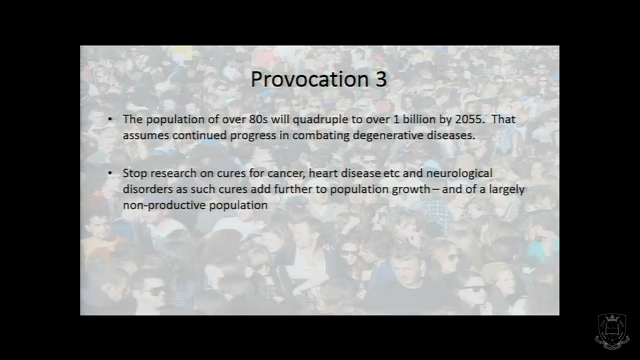 Provocation 3
• The population of over 80s will quadruple to over 1 billion by 2055. That
assumes continued progress in combating degenerative diseases.
• Stop research on cures for cancer, heart disease etc and neurological
disorders as such cures add further to population growth – and of a largely
non-productive population